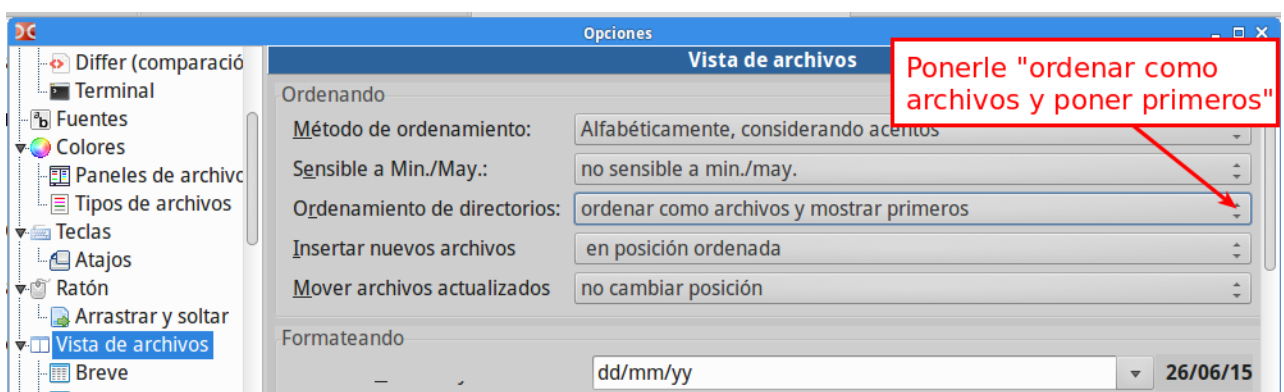 Opciones
Differ (comparació
Terminal
Fuentes
Colores
Paneles de archivo
Tipos de archivos
Teclas
Atajos
Ratón
Arrastrar y soltar
Vista de archivos
Breve
Vista de archivos
Ponerle "ordenar como
archivos y poner primeros"
Ordenando
Método de ordenamiento: Alfabéticamente, considerando acentos
Sensible a Min./May.: no sensible a min./may.
Ordenamiento de directorios: ordenar como archivos y mostrar primeros
Insertar nuevos archivos en posición ordenada
Mover archivos actualizados no cambiar posición
Formateando
dd/mm/yy 26/06/15